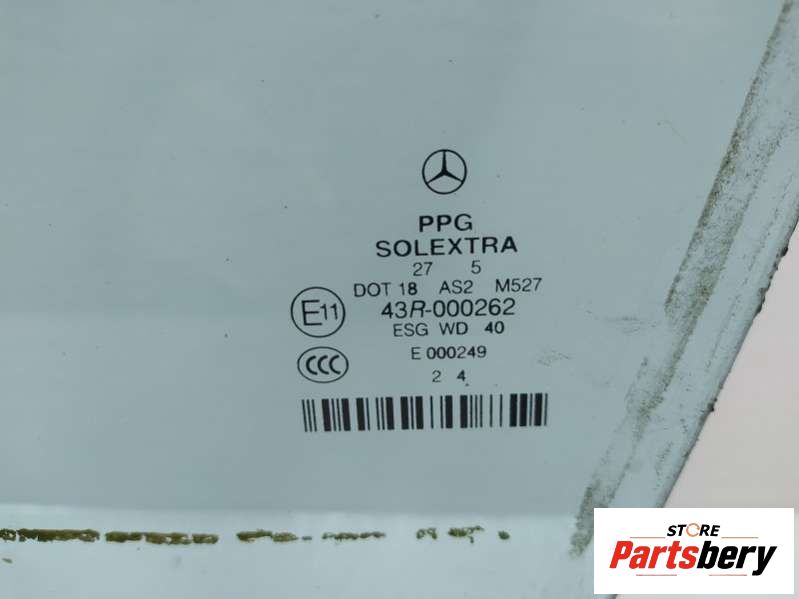 PPG
SOLEXTRA
27 5
DOT 18 AS2 M527
E11 43R-000262
ESG WD 40
CCC E 000249
2 4
STORE
Partsbery